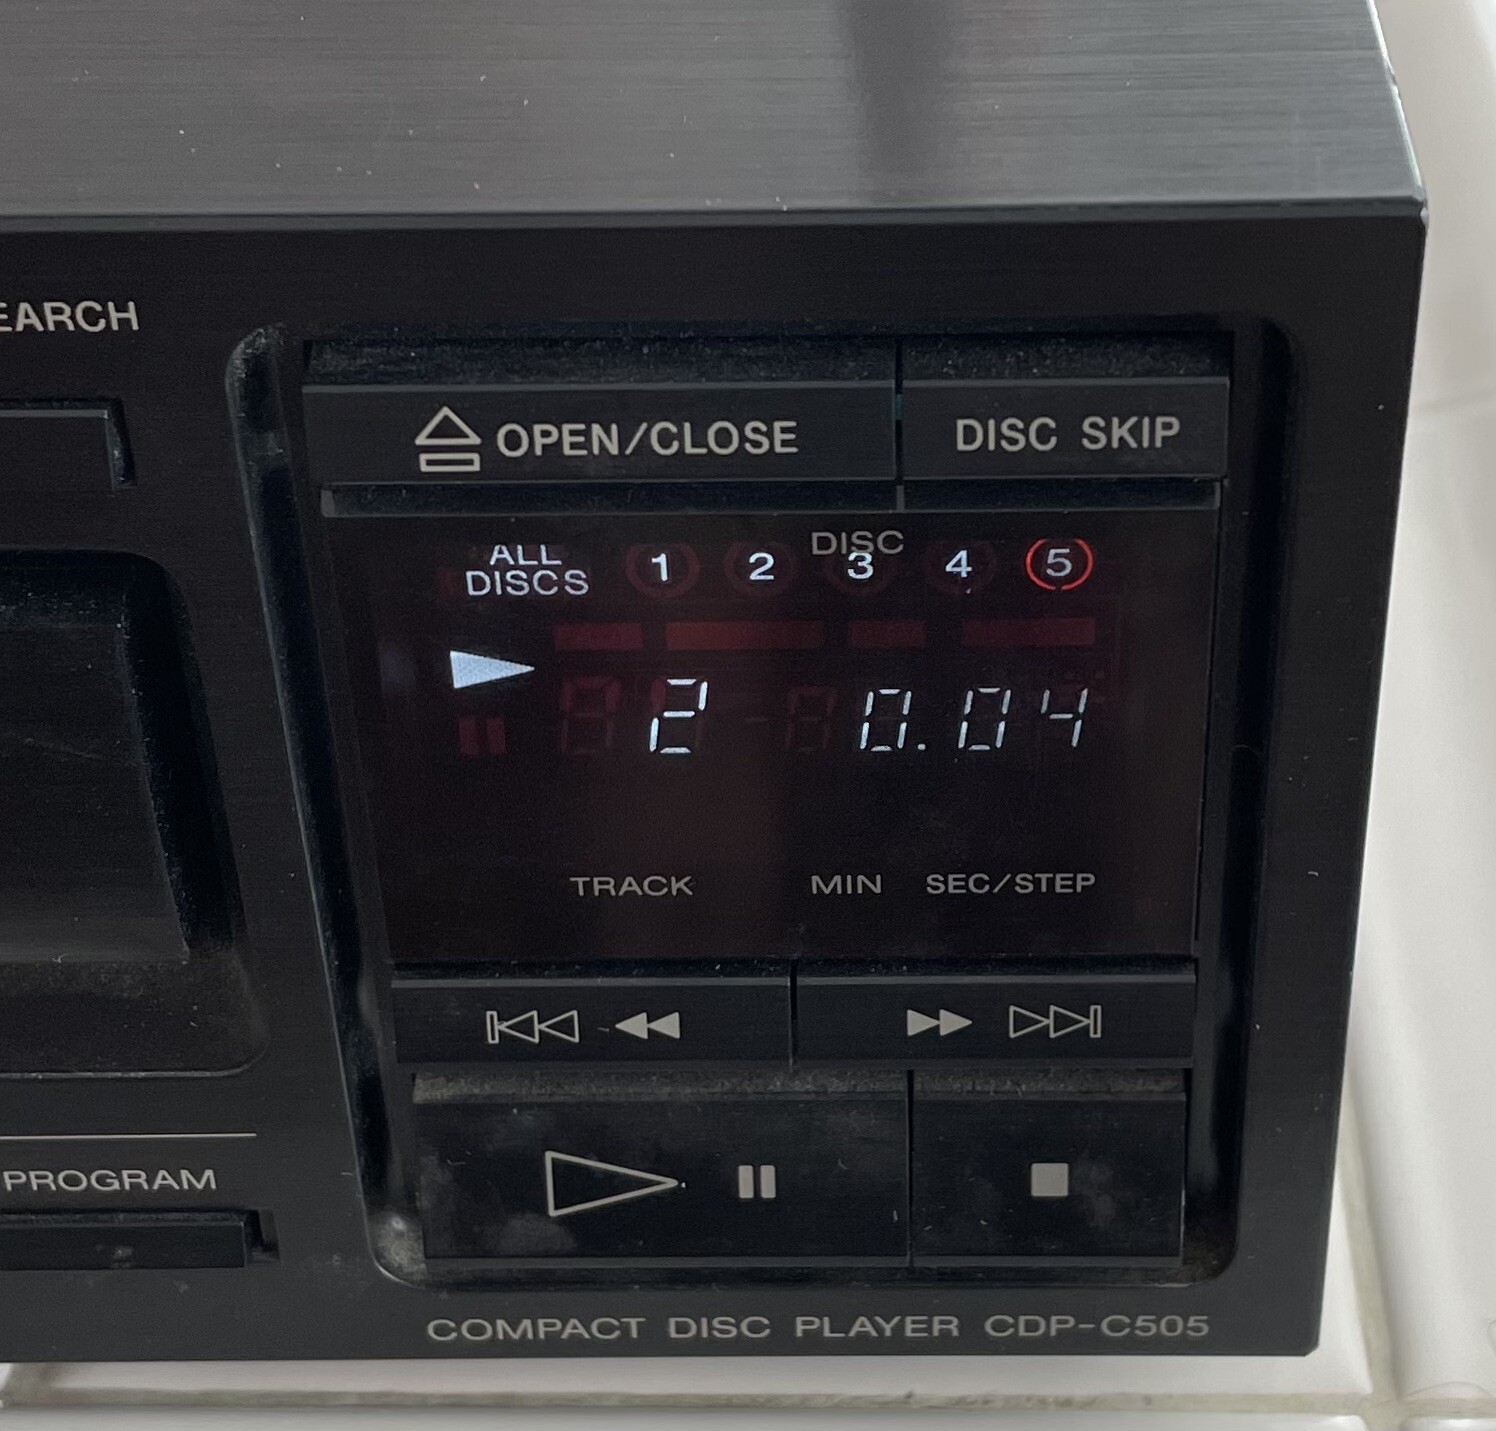 EARCH
OPEN/CLOSE DISC SKIP
DISC
ALL DISCS 1 2 3 4 5
2 0.04
TRACK MIN SEC/STEP
PROGRAM
COMPACT DISC PLAYER CDP-C505